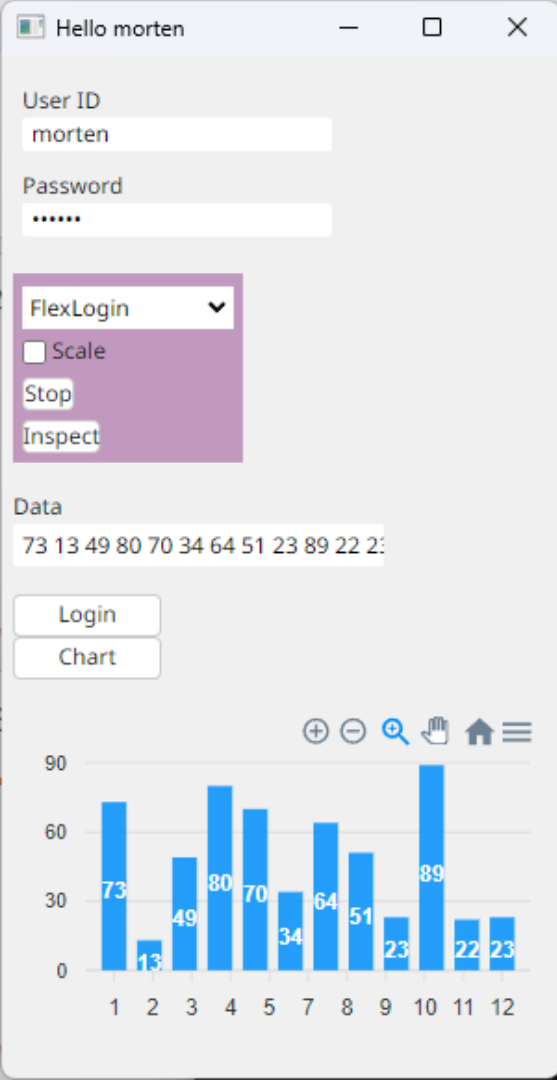 Hello morten
User ID
morten
Password
••••••
FlexLogin
Scale
Stop
Inspect
Data
73 13 49 80 70 34 64 51 23 89 22 23
Login
Chart
90
60
30
0
73 13 49 80 70 34 64 51 23 89 22 23
1 2 3 4 5 6 7 8 9 10 11 12